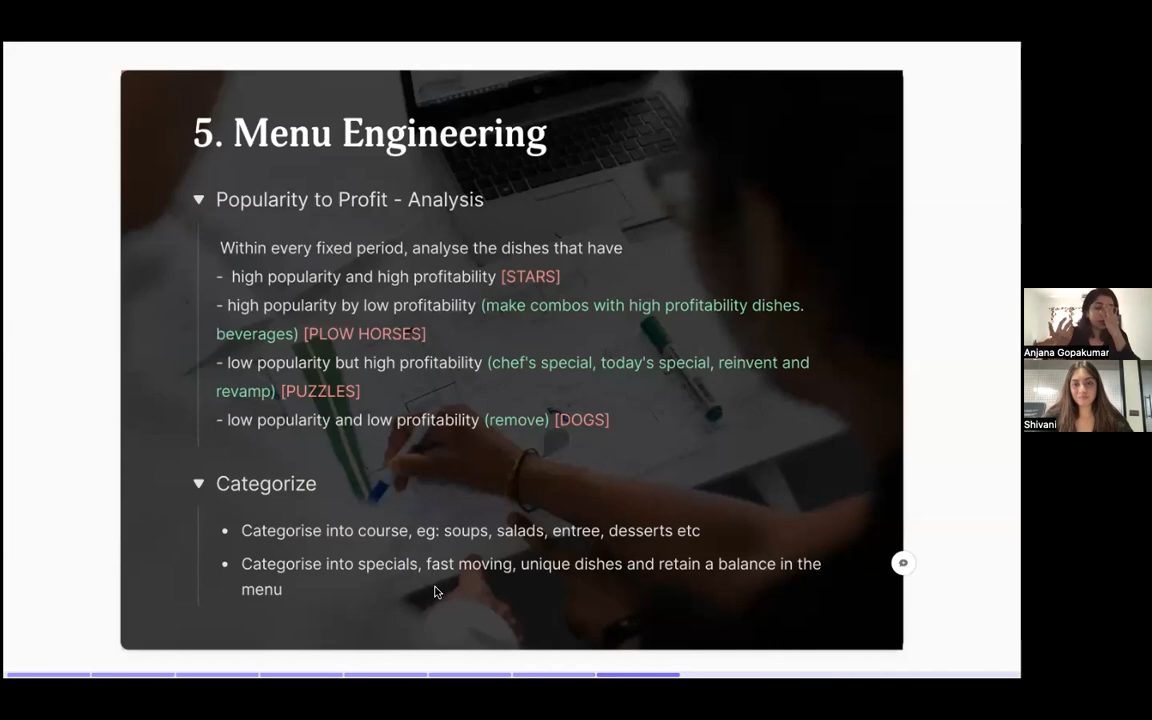 5. Menu Engineering
Popularity to Profit - Analysis
Within every fixed period, analyse the dishes that have
- high popularity and high profitability [STARS]
- high popularity by low profitability (make combos with high profitability dishes.
beverages) [PLOW HORSES]
- low popularity but high profitability (chef's special, today's special, reinvent and
revamp) [PUZZLES]
- low popularity and low profitability (remove) [DOGS]
Categorize
• Categorise into course, eg: soups, salads, entree, desserts etc
• Categorise into specials, fast moving, unique dishes and retain a balance in the
menu
Anjana Gopakumar
Shivani